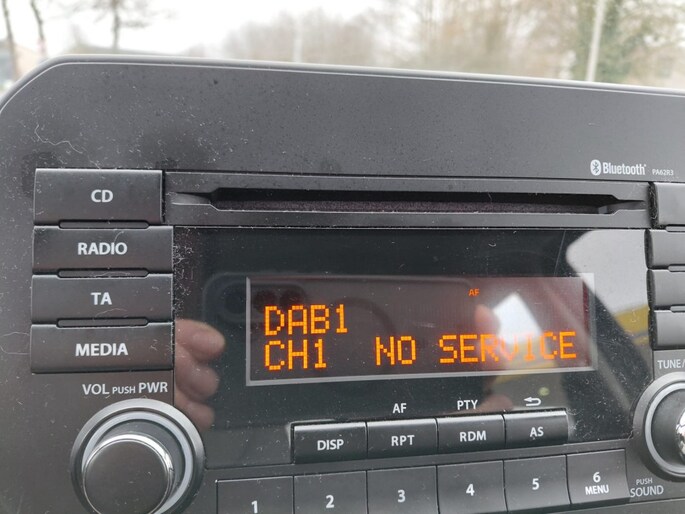 Bluetooth PA62R3
CD
RADIO
TA
MEDIA
AF
DAB1
CH1 NO SERVICE
VOL PUSH PWR
TUNE/
AF PTY
DISP RPT RDM AS
1 2 3 4 5 6 MENU
PUSH
SOUND